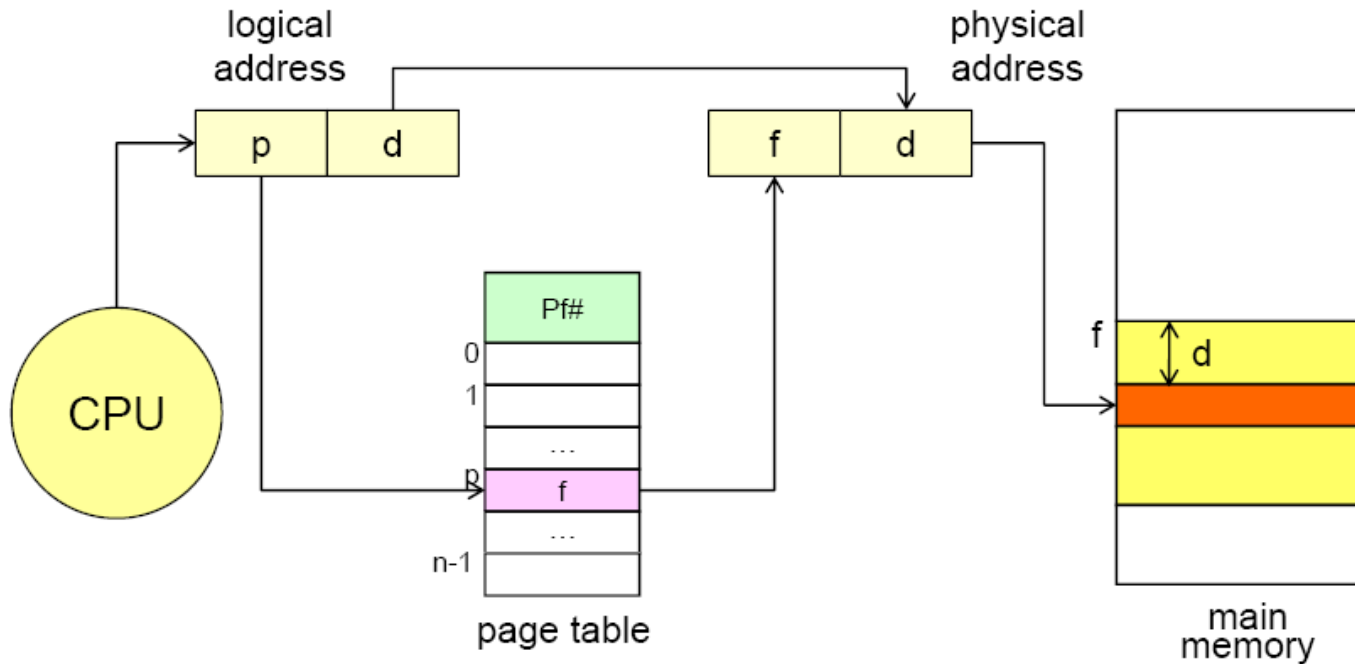 logical
address
physical
address
p
d
f
d
Pf#
0
1
...
p
f
...
n-1
CPU
f
d
page table
main
memory